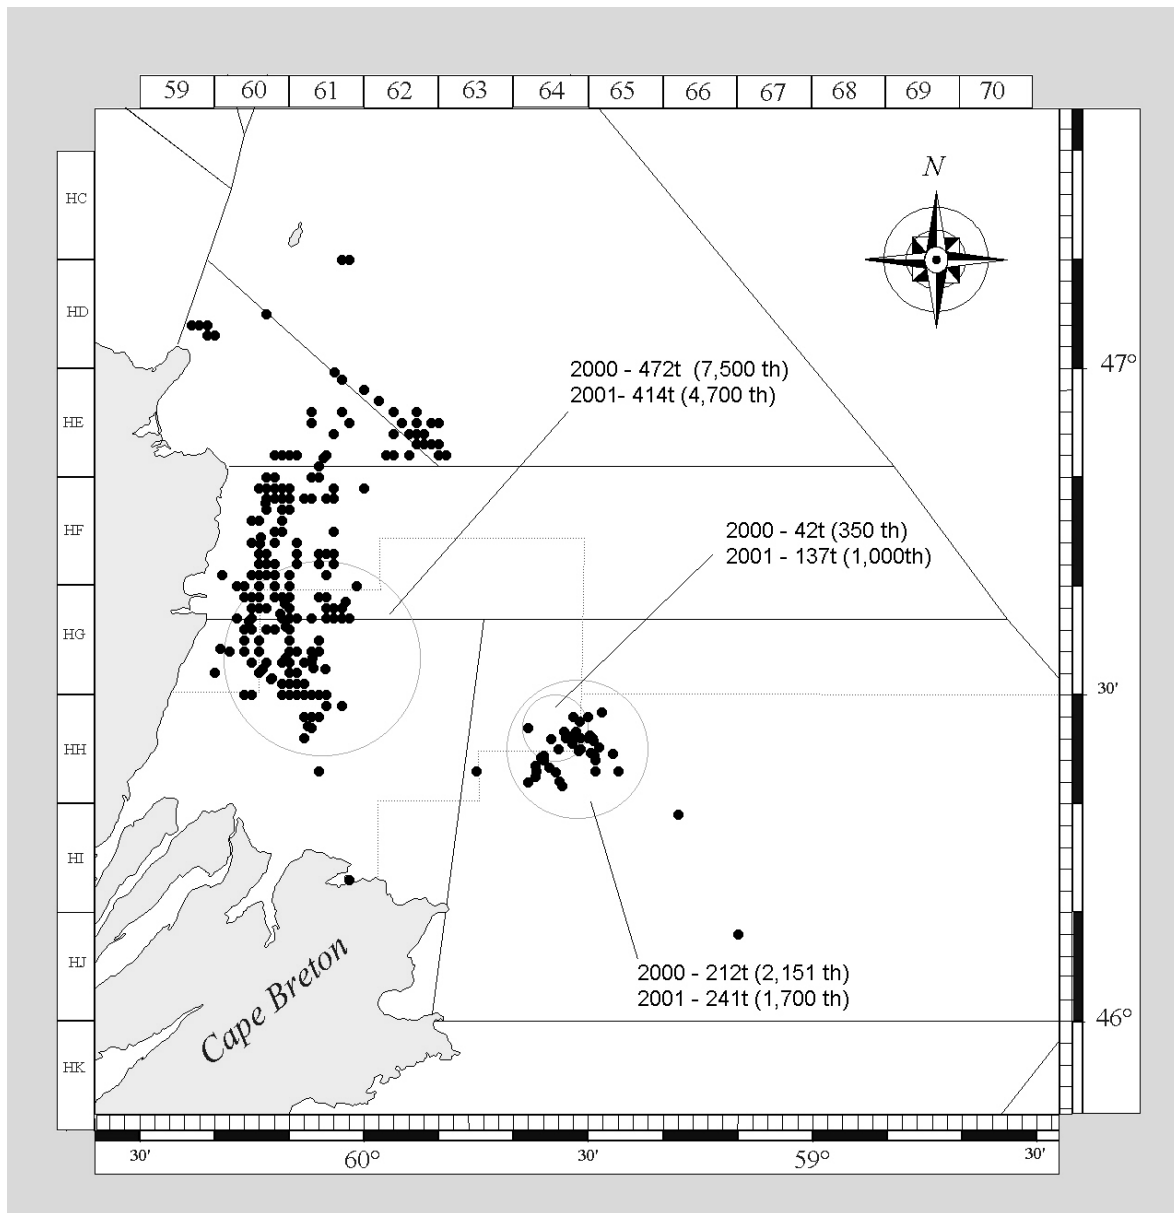 59 60 61 62 63 64 65 66 67 68 69 70
HC
N
HD
47°
2000 - 472t (7,500 th)
2001- 414t (4,700 th)
HE
2000 - 42t (350 th)
2001 - 137t (1,000th)
HF
HG
30'
HH
HI
HJ
Cape Breton
2000 - 212t (2,151 th)
2001 - 241t (1,700 th)
46°
HK
30' 60° 30' 59° 30'